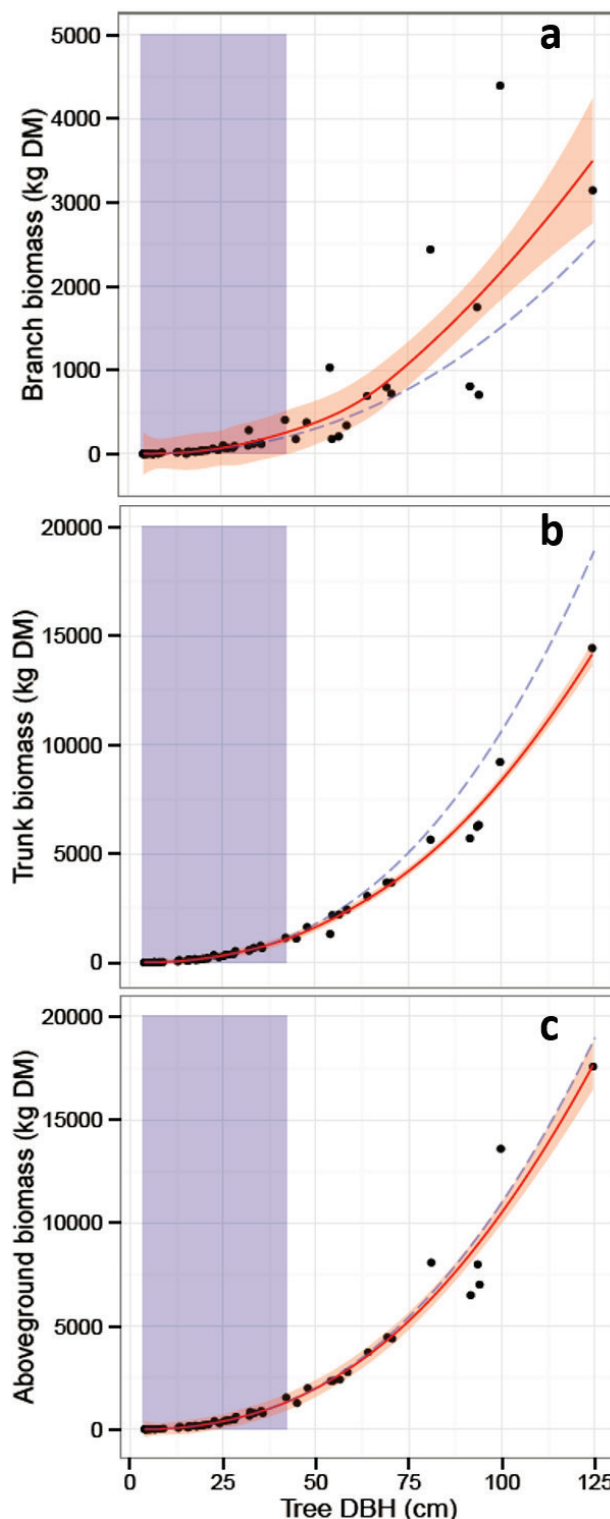 a
5000
4000
3000
2000
1000
0
Branch biomass (kg DM)
b
20000
15000
10000
5000
0
Trunk biomass (kg DM)
c
20000
15000
10000
5000
0
Aboveground biomass (kg DM)
0 25 50 75 100 125
Tree DBH (cm)